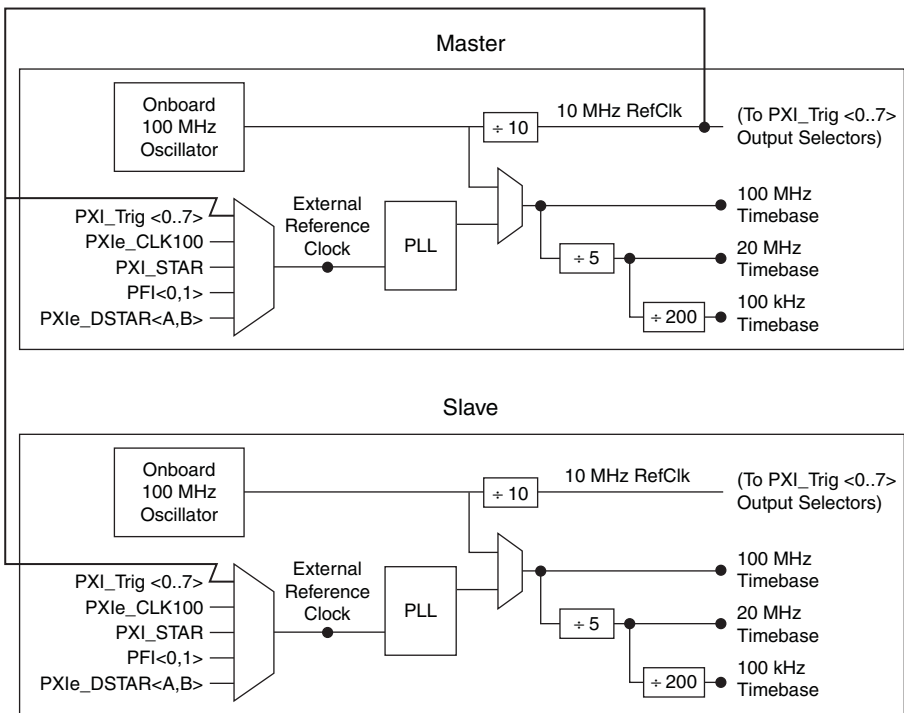 Master
Onboard
100 MHz
Oscillator
÷ 10
10 MHz RefClk
(To PXI_Trig <0..7>
Output Selectors)
PXI_Trig <0..7>
PXIe_CLK100
PXI_STAR
PFI<0,1>
PXIe_DSTAR<A,B>
External
Reference
Clock
PLL
100 MHz
Timebase
÷ 5
20 MHz
Timebase
÷ 200
100 kHz
Timebase
Slave
Onboard
100 MHz
Oscillator
÷ 10
10 MHz RefClk
(To PXI_Trig <0..7>
Output Selectors)
PXI_Trig <0..7>
PXIe_CLK100
PXI_STAR
PFI<0,1>
PXIe_DSTAR<A,B>
External
Reference
Clock
PLL
100 MHz
Timebase
÷ 5
20 MHz
Timebase
÷ 200
100 kHz
Timebase